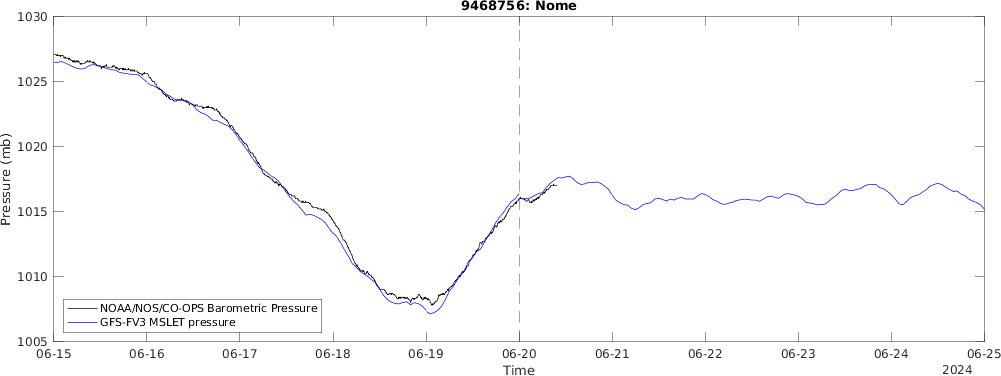 9468756: Nome
1030
1025
1020
1015
1010
1005
Pressure (mb)
NOAA/NOS/CO-OPS Barometric Pressure
GFS-FV3 MSLET pressure
06-15 06-16 06-17 06-18 06-19 06-20 06-21 06-22 06-23 06-24 06-25
Time
2024